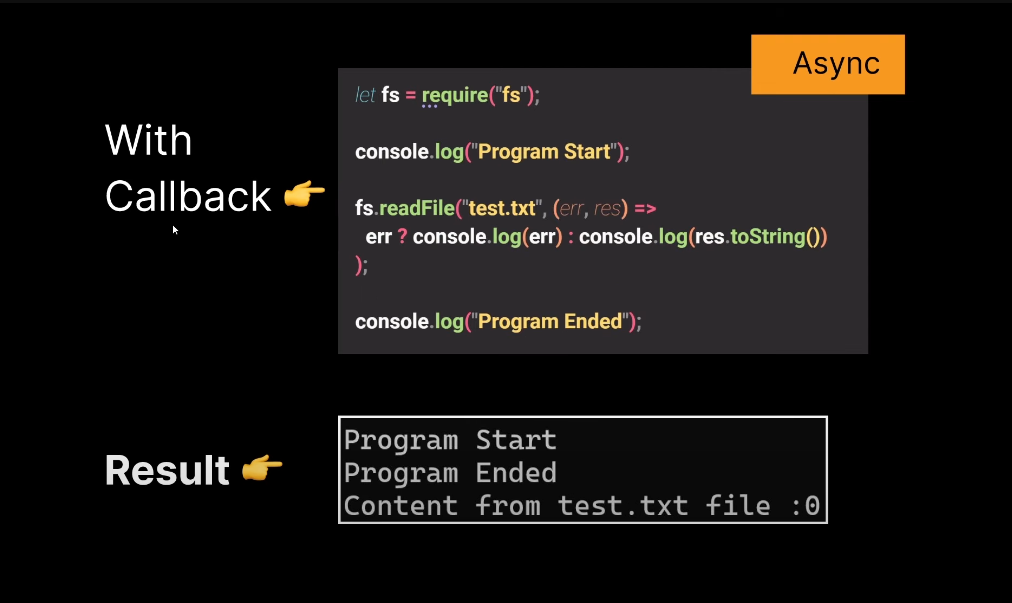 Async
With
Callback 👉
let fs = require("fs");
console.log("Program Start");
fs.readFile("test.txt", (err, res) =>
err ? console.log(err) : console.log(res.toString())
);
console.log("Program Ended");
Result 👉
Program Start
Program Ended
Content from test.txt file :0